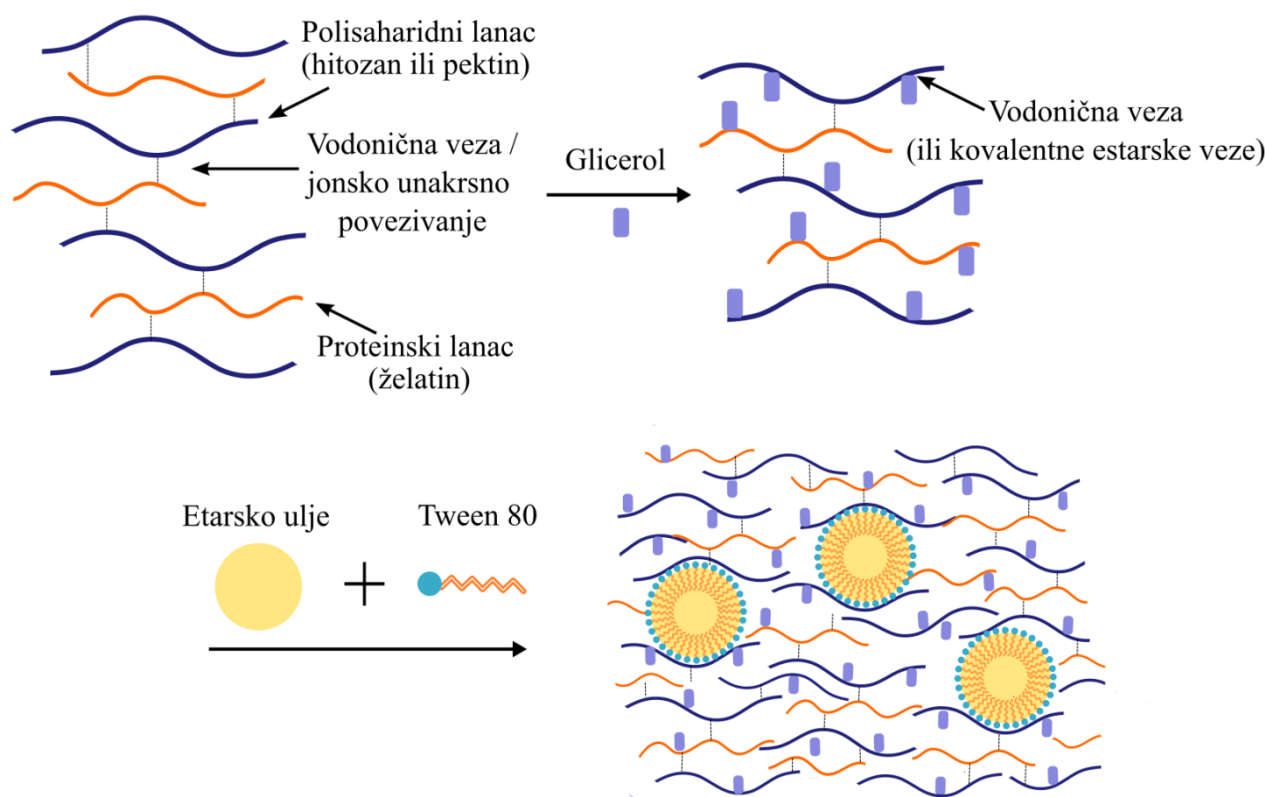 Polisaharidni lanac
(hitozan ili pektin)
Vodonična veza /
jonsko unakrsno
povezivanje
Proteinski lanac
(želatin)
Glicerol
Vodonična veza
(ili kovalentne estarske veze)
Etarsko ulje
Tween 80